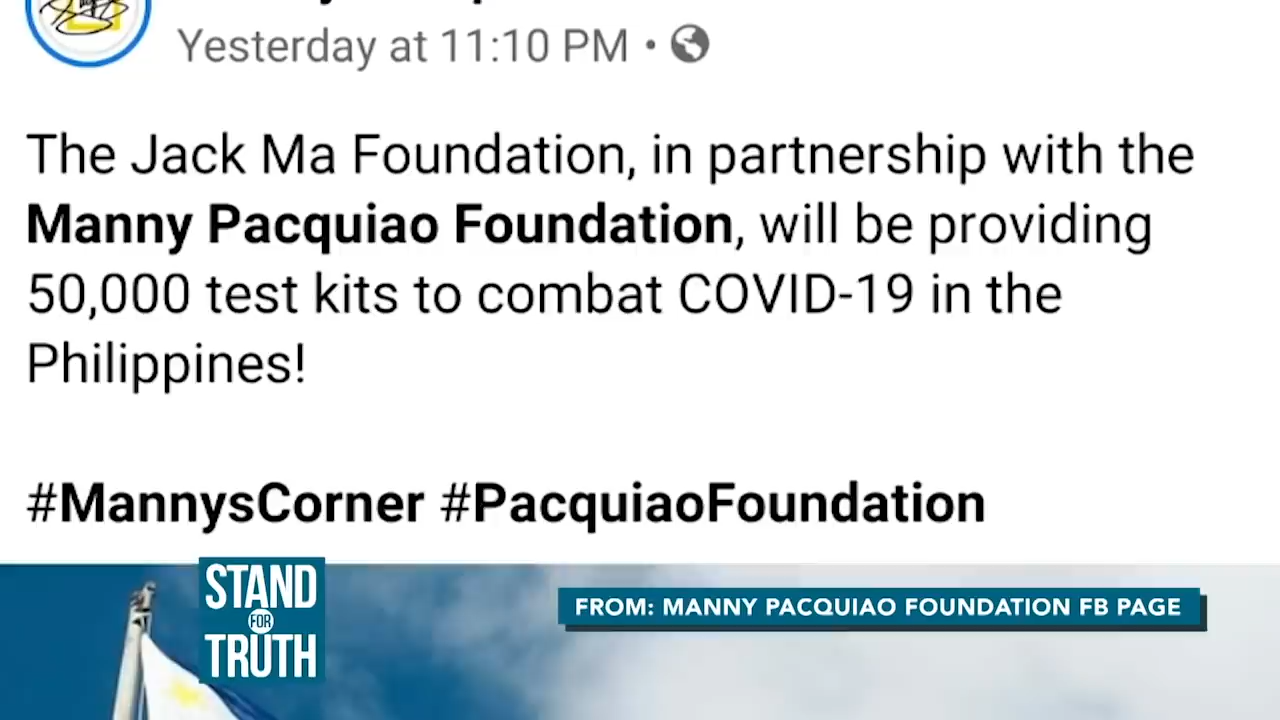 Yesterday at 11:10 PM •
The Jack Ma Foundation, in partnership with the
Manny Pacquiao Foundation, will be providing
50,000 test kits to combat COVID-19 in the
Philippines!
#MannysCorner #PacquiaoFoundation
STAND
FOR
TRUTH
FROM: MANNY PACQUIAO FOUNDATION FB PAGE